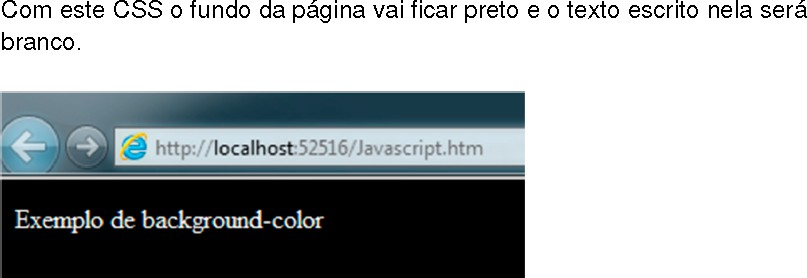 Com este CSS o fundo da página vai ficar preto e o texto escrito nela será
branco.
http://localhost:52516/Javascript.htm
Exemplo de background-color